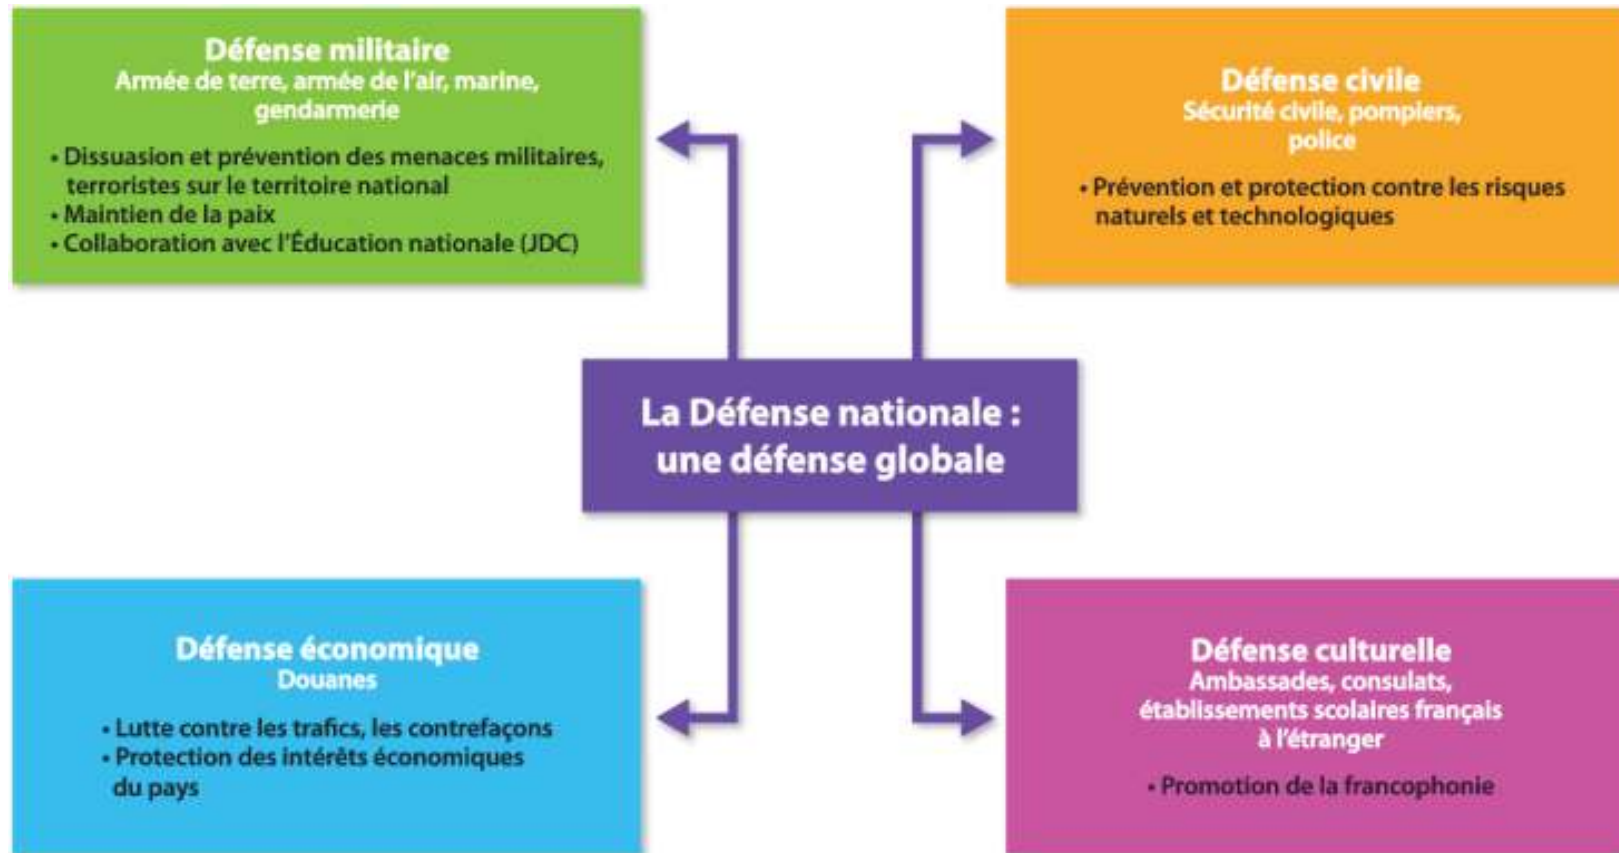 Défense militaire
Armée de terre, armée de l'air, marine,
gendarmerie
• Dissuasion et prévention des menaces militaires,
terroristes sur le territoire national
• Maintien de la paix
• Collaboration avec l'Éducation nationale (JDC)
Défense civile
Sécurité civile, pompiers,
police
• Prévention et protection contre les risques
naturels et technologiques
La Défense nationale :
une défense globale
Défense économique
Douanes
• Lutte contre les trafics, les contrefaçons
• Protection des intérêts économiques
du pays
Défense culturelle
Ambassades, consulats,
établissements scolaires français
à l'étranger
• Promotion de la francophonie